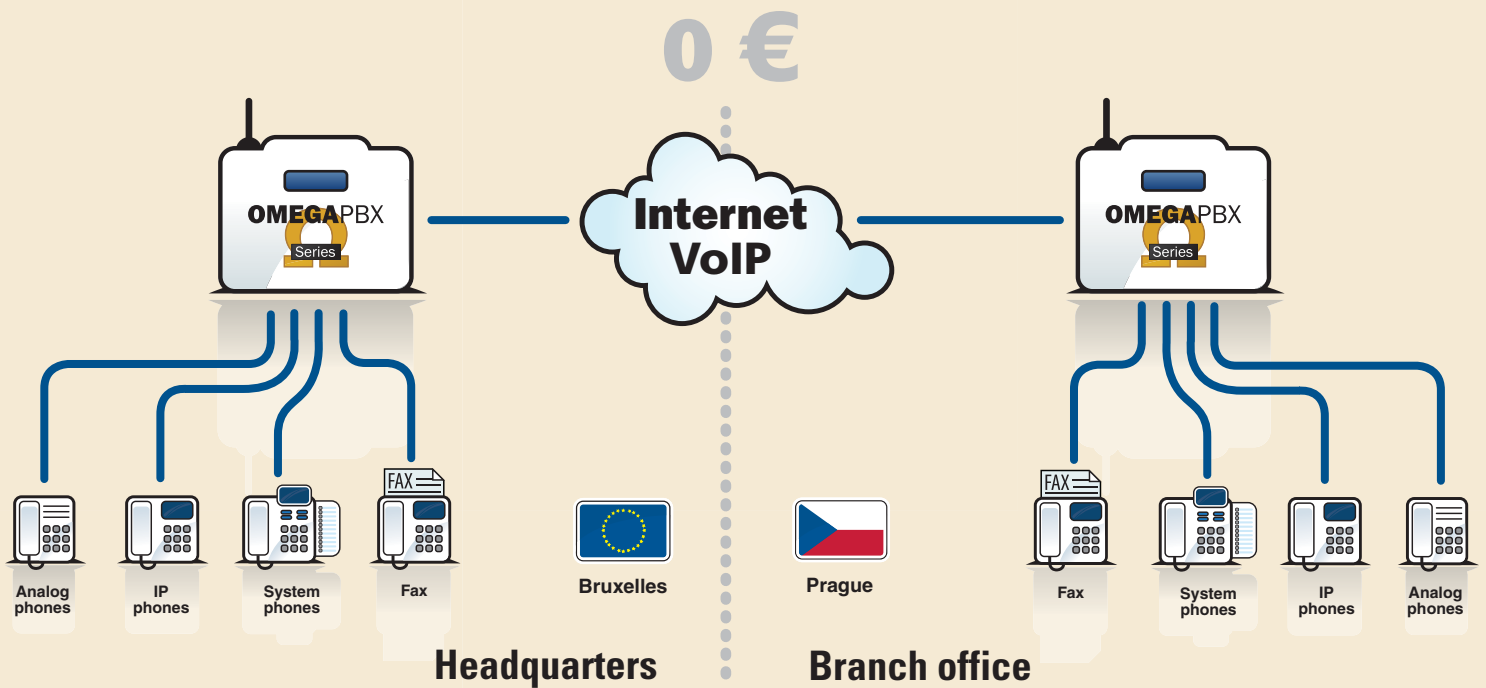 0 €
OMEGAPBX
Series
Internet
VoIP
OMEGAPBX
Series
FAX
FAX
Analog
phones
IP
phones
System
phones
Fax
Bruxelles
Prague
Fax
System
phones
IP
phones
Analog
phones
Headquarters
Branch office